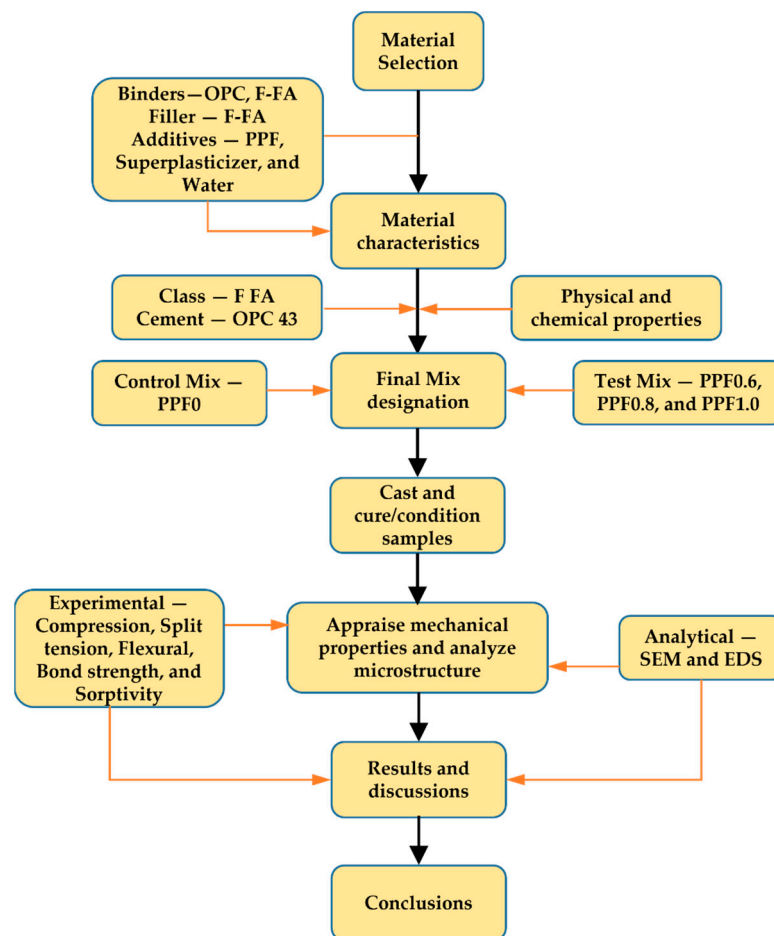 Material
Selection
Binders—OPC, F-FA
Filler — F-FA
Additives — PPF,
Superplasticizer, and
Water
Material
characteristics
Class — F FA
Cement — OPC 43
Physical and
chemical properties
Control Mix —
PPF0
Final Mix
designation
Test Mix — PPF0.6,
PPF0.8, and PPF1.0
Cast and
cure/condition
samples
Experimental —
Compression, Split
tension, Flexural,
Bond strength, and
Sorptivity
Appraise mechanical
properties and analyze
microstructure
Analytical —
SEM and EDS
Results and
discussions
Conclusions